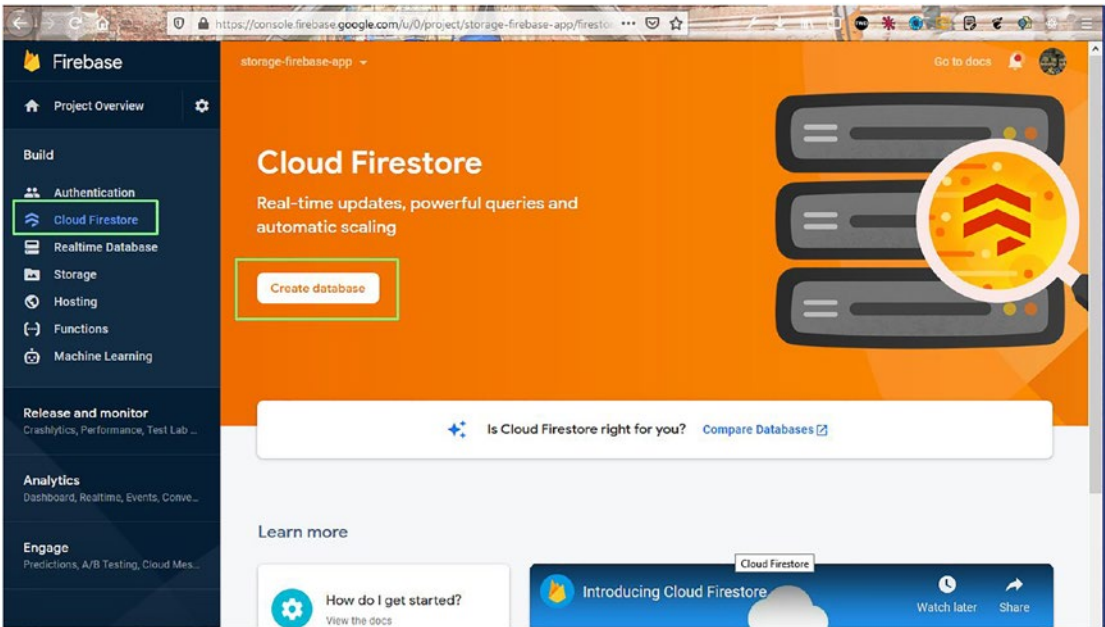 https://console.firebase.google.com/u/0/project/storage-firebase-app/firesto
Firebase
storage-firebase-app
Go to docs
Project Overview
Build
Authentication
Cloud Firestore
Realtime Database
Storage
Hosting
Functions
Machine Learning
Release and monitor
Crashlytics, Performance, Test Lab ...
Analytics
Dashboard, Realtime, Events, Conve...
Engage
Predictions, A/B Testing, Cloud Mes...
Cloud Firestore
Real-time updates, powerful queries and
automatic scaling
Create database
Is Cloud Firestore right for you? Compare Databases
Learn more
How do I get started?
View the docs
Cloud Firestore
Introducing Cloud Firestore
Watch later
Share